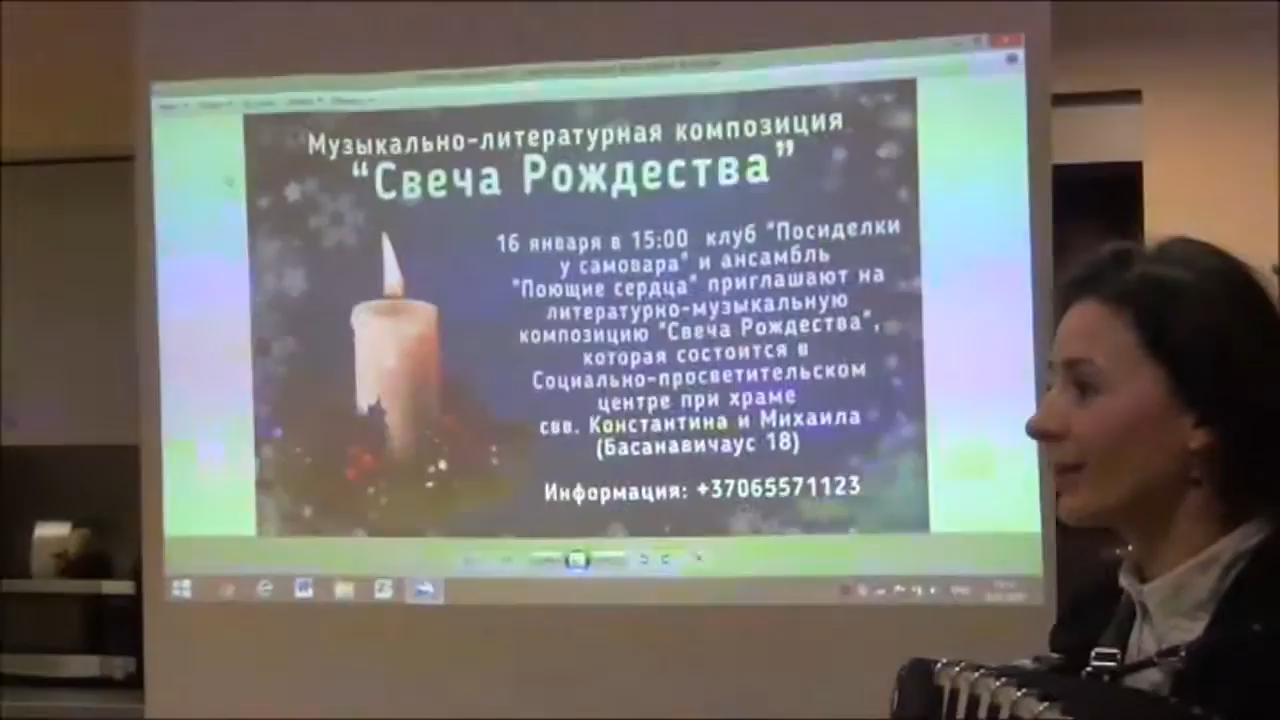 Музыкально-литературная композиция
“Свеча Рождества”
16 января в 15:00 клуб "Посиделки
у самовара" и ансамбль
"Поющие сердца" приглашают на
литературно-музыкальную
композицию "Свеча Рождества",
которая состоится в
Социально-просветительском
центре при храме
свв. Константина и Михаила
(Басанавичаус 18)
Информация: +37065571123